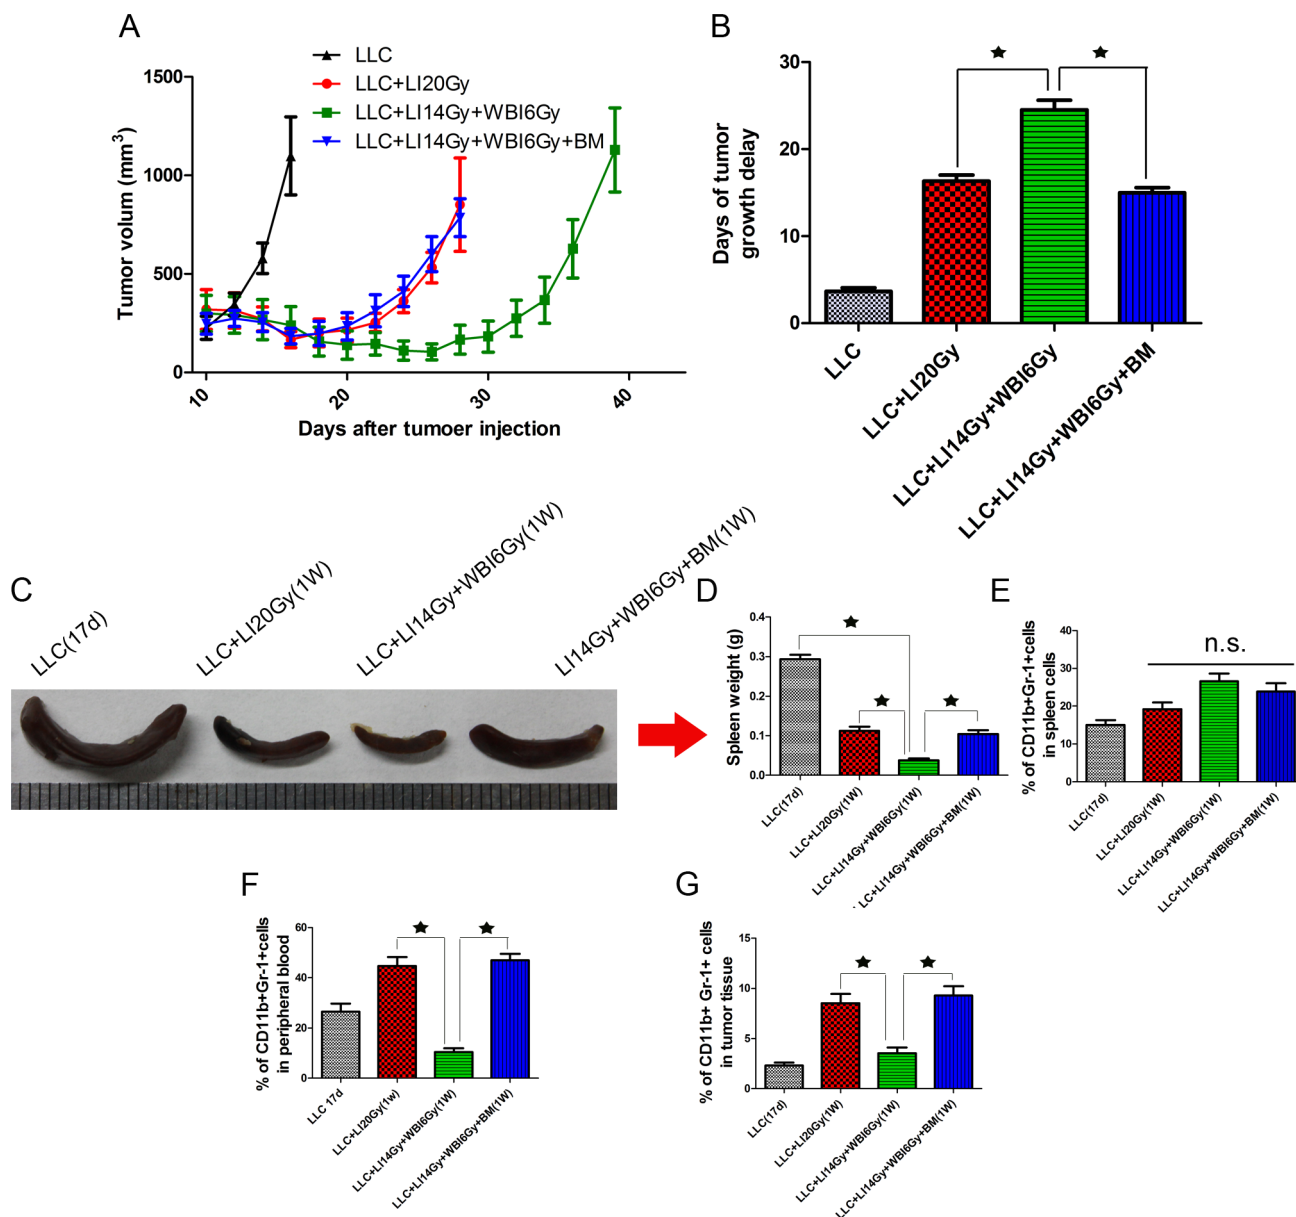 A
LLC
LLC+LI20Gy
LLC+LI14Gy+WBI6Gy
LLC+LI14Gy+WBI6Gy+BM
Tumor volum (mm³)
1500
1000
500
0
10
20
30
40
Days after tumoer injection
B
Days of tumor
growth delay
30
20
10
0
LLC
LLC+LI20Gy
LLC+LI14Gy+WBI6Gy
LLC+LI14Gy+WBI6Gy+BM
C
LLC(17d)
LLC+LI20Gy(1W)
LLC+LI14Gy+WBI6Gy(1W)
LI14Gy+WBI6Gy+BM(1W)
D
Spleen weight (g)
0.4
0.3
0.2
0.1
0.0
LLC(17d)
LLC+LI20Gy(1W)
LLC+LI14Gy+WBI6Gy(1W)
LLC+LI14Gy+WBI6Gy+BM(1W)
E
% of CD11b+Gr-1+cells
in spleen cells
40
30
20
10
0
n.s.
LLC(17d)
LLC+LI20Gy(1W)
LLC+LI14Gy+WBI6Gy(1W)
LLC+LI14Gy+WBI6Gy+BM(1W)
F
% of CD11b+Gr-1+cells
in peripheral blood
60
40
20
0
LLC 17d
LLC+LI20Gy(1w)
LLC+LI14Gy+WBI6Gy(1W)
LLC+LI14Gy+WBI6Gy+BM(1W)
G
% of CD11b+ Gr-1+ cells
in tumor tissue
15
10
5
0
LLC(17d)
LLC+LI20Gy(1W)
LLC+LI14Gy+WBI6Gy(1W)
LLC+LI14Gy+WBI6Gy+BM(1W)